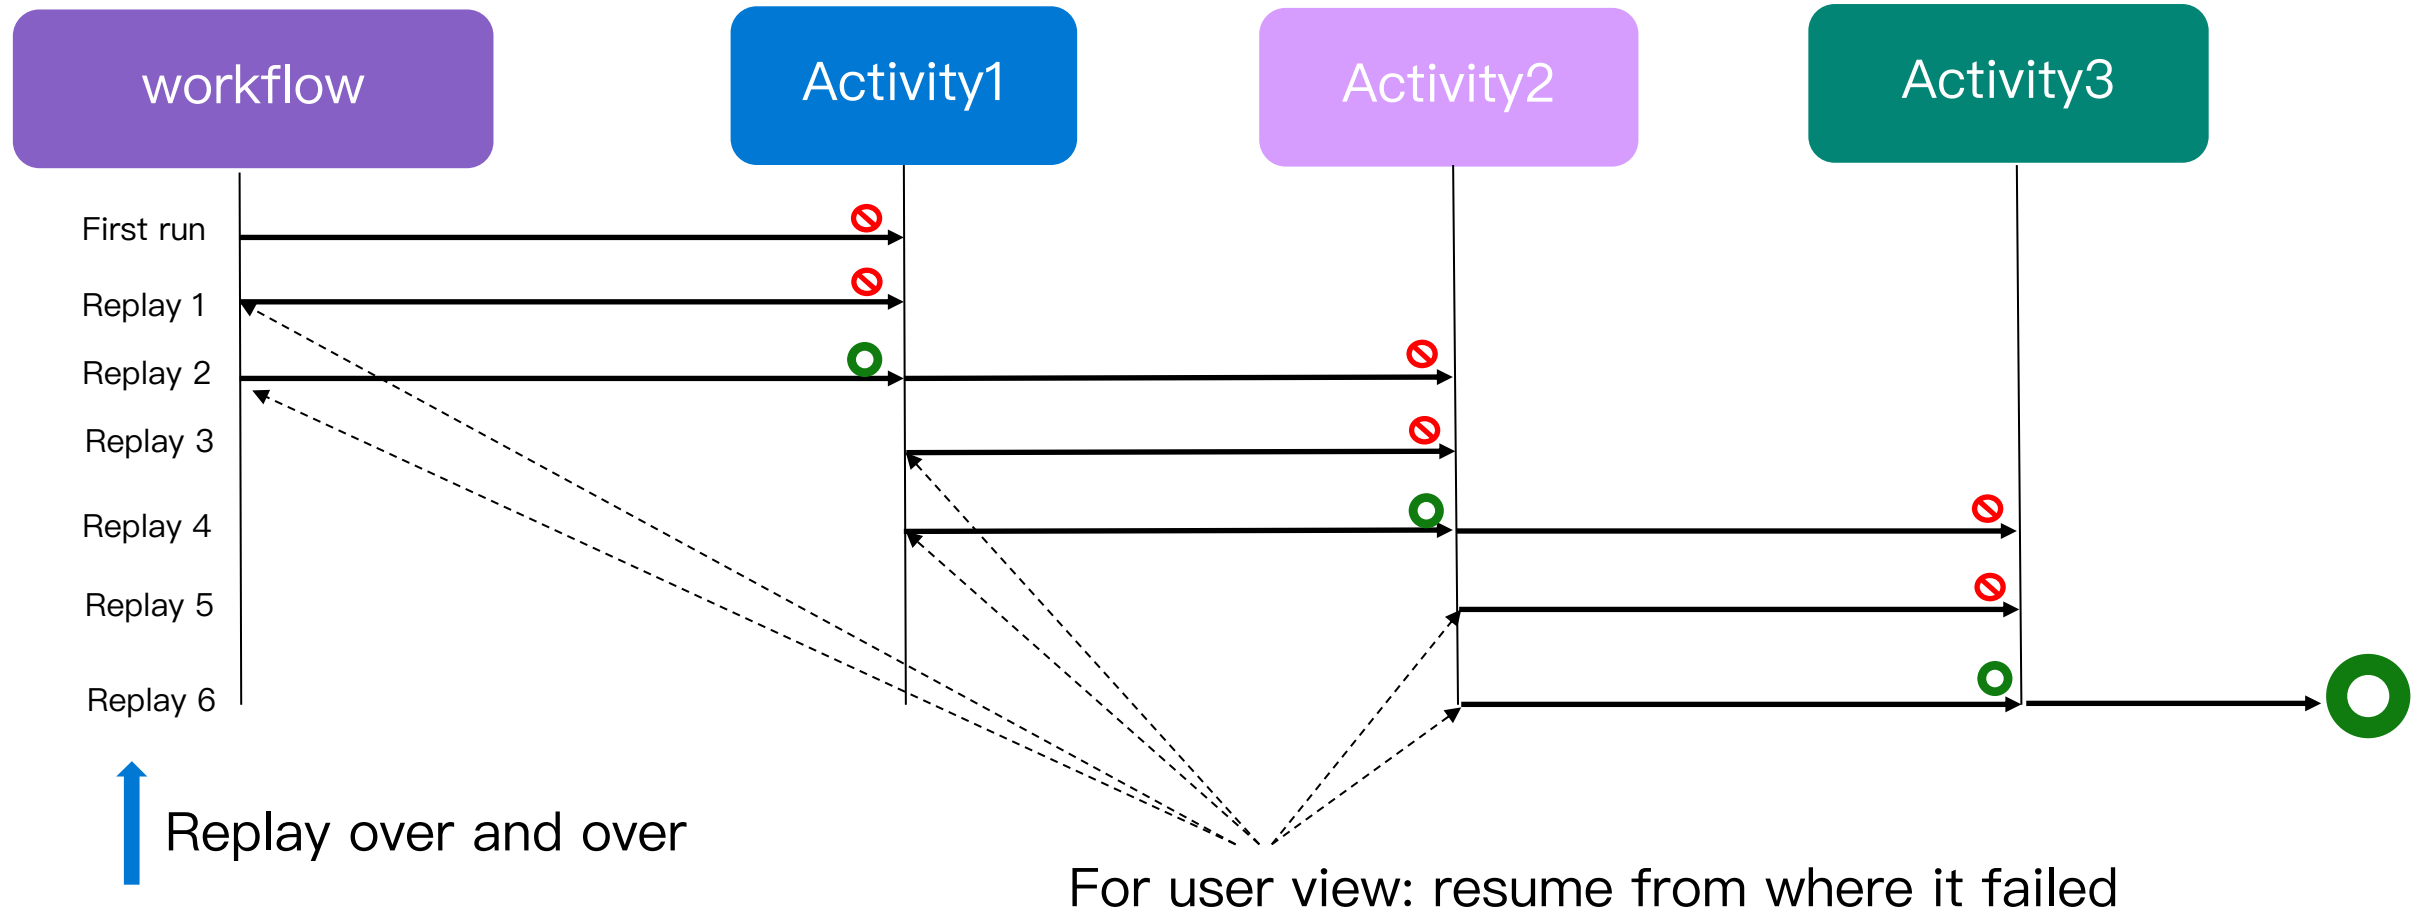 workflow
Activity1
Activity2
Activity3
First run
Replay 1
Replay 2
Replay 3
Replay 4
Replay 5
Replay 6
Replay over and over
For user view: resume from where it failed